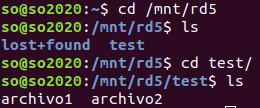 so@so2020:~$ cd /mnt/rd5
so@so2020:/mnt/rd5$ ls
lost+found  test
so@so2020:/mnt/rd5$ cd test/
so@so2020:/mnt/rd5/test$ ls
archivo1  archivo2